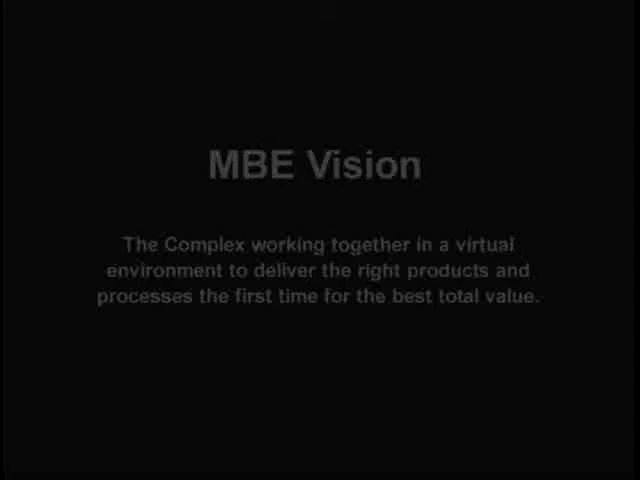 MBE Vision
The Complex working together in a virtual
environment to deliver the right products and
processes the first time for the best total value.